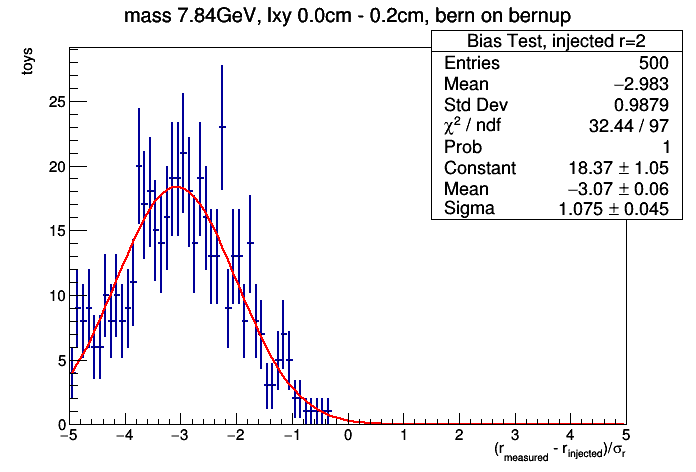 mass 7.84GeV, lxy 0.0cm - 0.2cm, bern on bernup
toys
Bias Test, injected r=2
Entries 500
Mean −2.983
Std Dev 0.9879
χ² / ndf 32.44 / 97
Prob 1
Constant 18.37 ± 1.05
Mean −3.07 ± 0.06
Sigma 1.075 ± 0.045
25
20
15
10
5
0
−5 −4 −3 −2 −1 0 1 2 3 4 5
(r_measured - r_injected)/σ_r